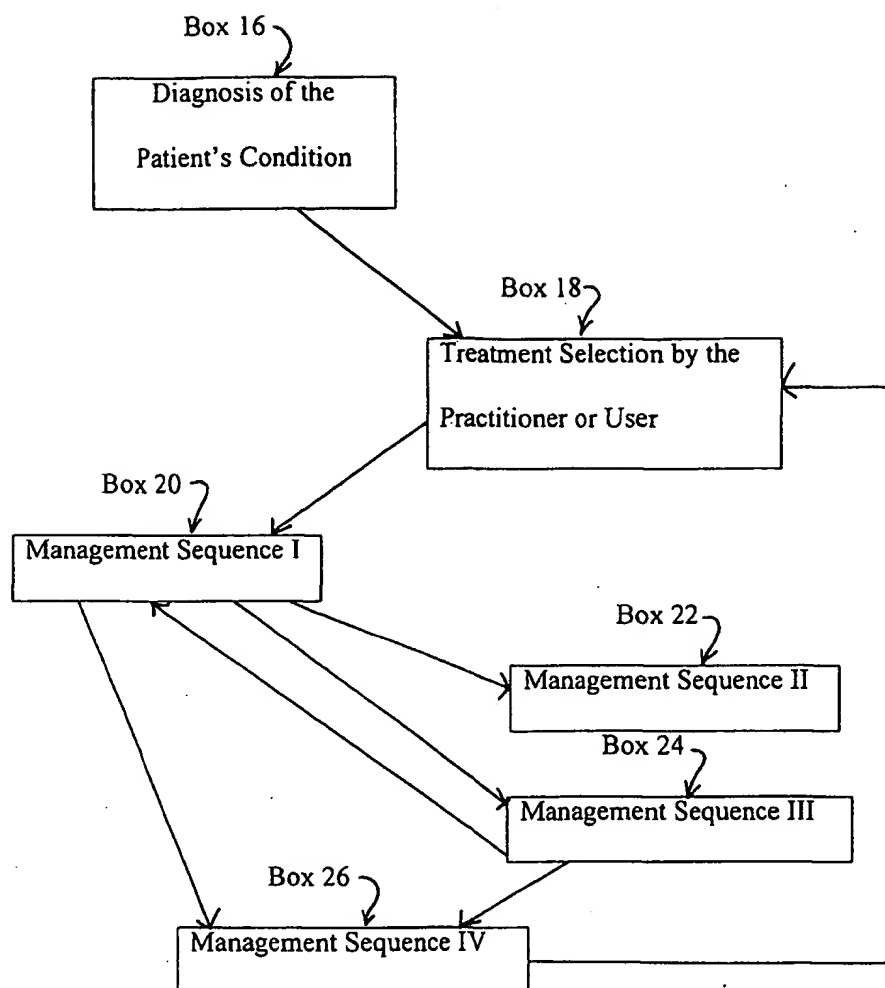 Box 16
Diagnosis of the
Patient's Condition
Box 18
Treatment Selection by the
Practitioner or User
Box 20
Management Sequence I
Box 22
Management Sequence II
Box 24
Management Sequence III
Box 26
Management Sequence IV